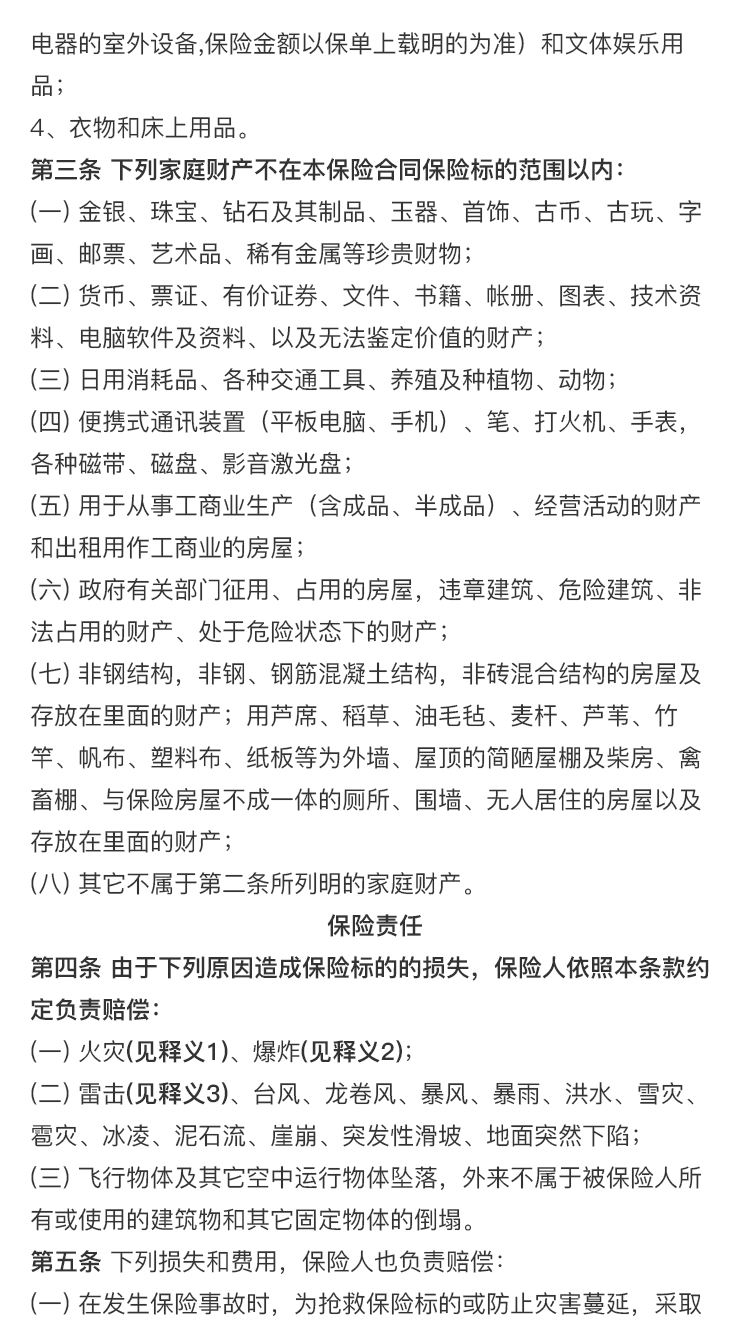 电器的室外设备,保险金额以保单上载明的为准）和文体娱乐用
品；
4、衣物和床上用品。
第三条 下列家庭财产不在本保险合同保险标的范围以内：
(一) 金银、珠宝、钻石及其制品、玉器、首饰、古币、古玩、字
画、邮票、艺术品、稀有金属等珍贵财物；
(二) 货币、票证、有价证券、文件、书籍、帐册、图表、技术资
料、电脑软件及资料、以及无法鉴定价值的财产；
(三) 日用消耗品、各种交通工具、养殖及种植物、动物；
(四) 便携式通讯装置（平板电脑、手机）、笔、打火机、手表，
各种磁带、磁盘、影音激光盘；
(五) 用于从事工商业生产（含成品、半成品）、经营活动的财产
和出租用作工商业的房屋；
(六) 政府有关部门征用、占用的房屋，违章建筑、危险建筑、非
法占用的财产、处于危险状态下的财产；
(七) 非钢结构，非钢、钢筋混凝土结构，非砖混合结构的房屋及
存放在里面的财产；用芦席、稻草、油毛毡、麦杆、芦苇、竹
竿、帆布、塑料布、纸板等为外墙、屋顶的简陋屋棚及柴房、禽
畜棚、与保险房屋不成一体的厕所、围墙、无人居住的房屋以及
存放在里面的财产；
(八) 其它不属于第二条所列明的家庭财产。
保险责任
第四条 由于下列原因造成保险标的的损失，保险人依照本条款约
定负责赔偿：
(一) 火灾(见释义1)、爆炸(见释义2)；
(二) 雷击(见释义3)、台风、龙卷风、暴风、暴雨、洪水、雪灾、
雹灾、冰凌、泥石流、崖崩、突发性滑坡、地面突然下陷；
(三) 飞行物体及其它空中运行物体坠落，外来不属于被保险人所
有或使用的建筑物和其它固定物体的倒塌。
第五条 下列损失和费用，保险人也负责赔偿：
(一) 在发生保险事故时，为抢救保险标的或防止灾害蔓延，采取